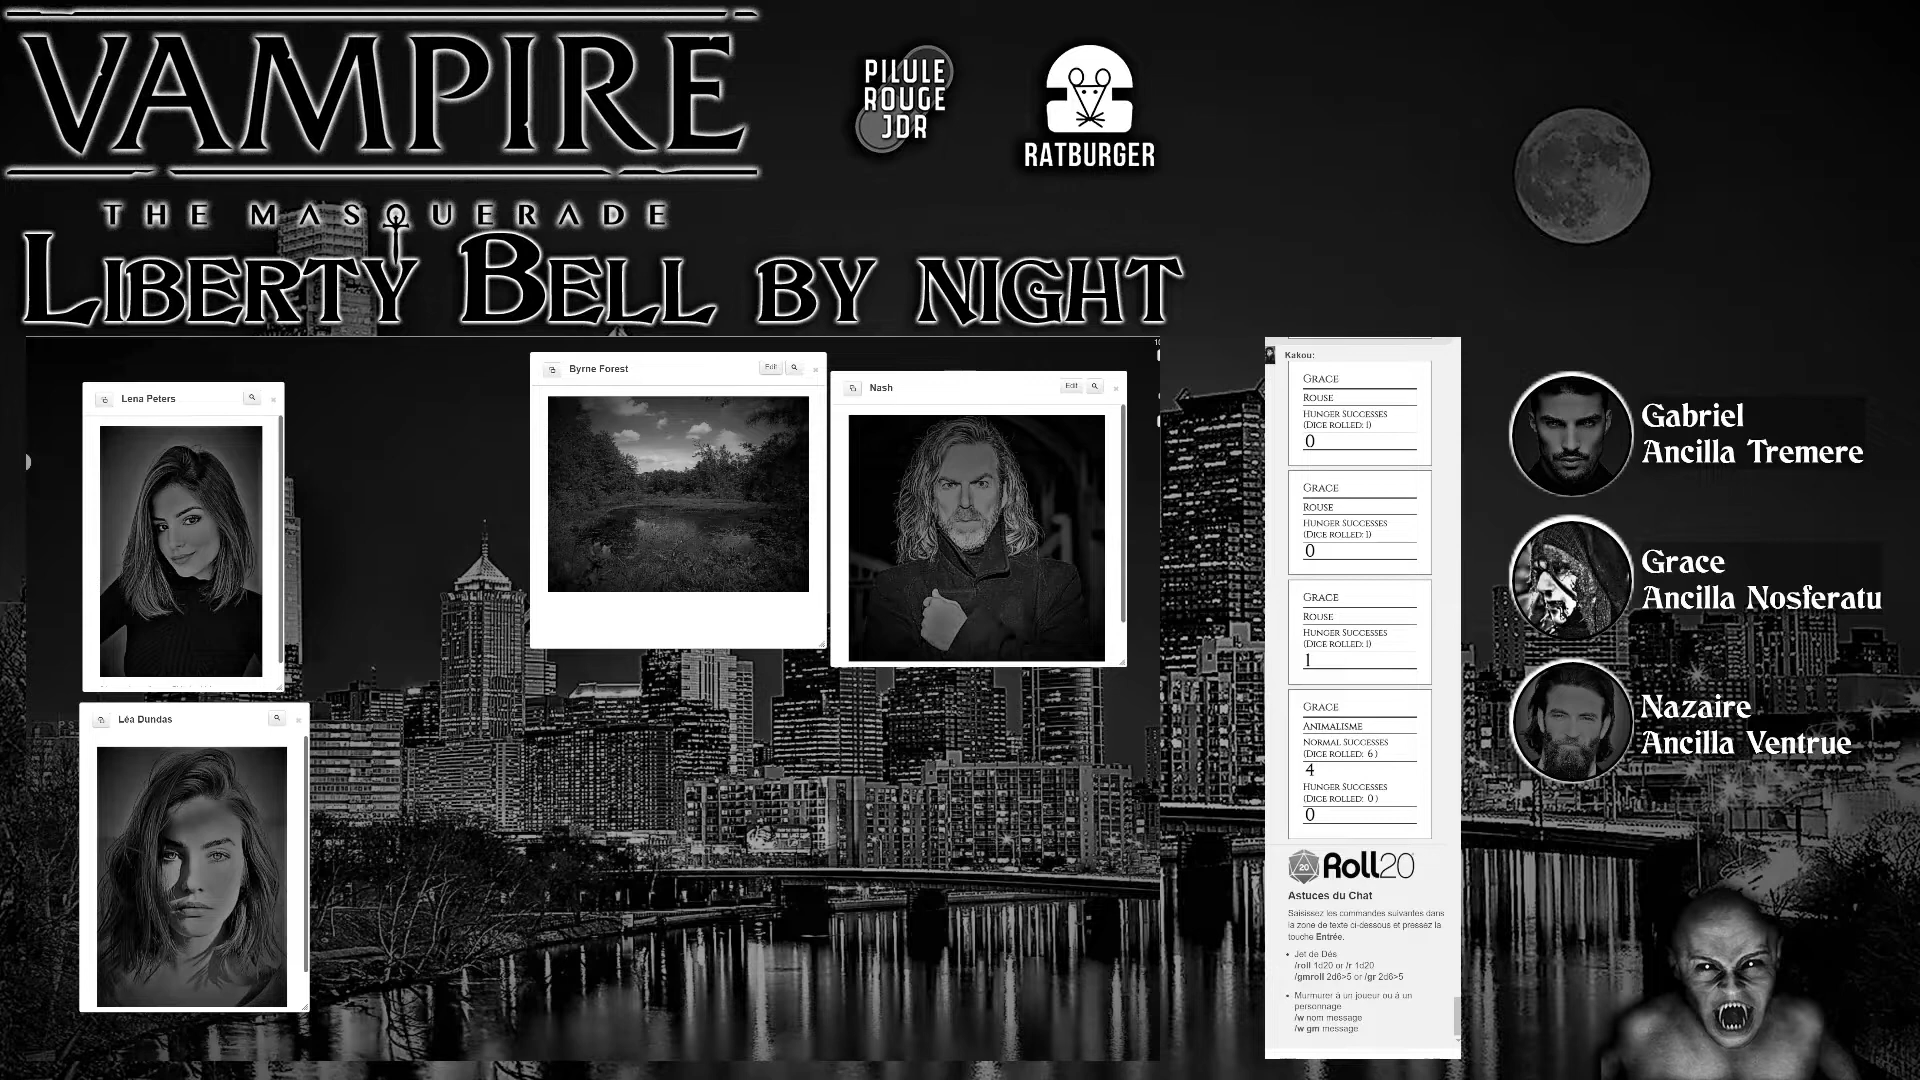 VAMPIRE
THE MASQUERADE
LIBERTY BELL BY NIGHT
PILULE
ROUGE
JDR
RATBURGER
Lena Peters
Byrne Forest
Edit
Nash
Edit
Léa Dundas
Kakou:
GRACE
ROUSE
HUNGER SUCCESSES
(DICE ROLLED: 1)
0
GRACE
ROUSE
HUNGER SUCCESSES
(DICE ROLLED: 1)
0
GRACE
ROUSE
HUNGER SUCCESSES
(DICE ROLLED: 1)
1
GRACE
ANIMALISME
NORMAL SUCCESSES
(DICE ROLLED: 6 )
4
HUNGER SUCCESSES
(DICE ROLLED: 0 )
0
20
Roll20
Astuces du Chat
Saisissez les commandes suivantes dans
la zone de texte ci-dessous et pressez la
touche Entrée.
• Jet de Dés
/roll 1d20 or /r 1d20
/gmroll 2d6>5 or /gr 2d6>5
• Murmurer à un joueur ou à un
personnage
/w nom message
/w gm message
Gabriel
Ancilla Tremere
Grace
Ancilla Nosferatu
Nazaire
Ancilla Ventrue